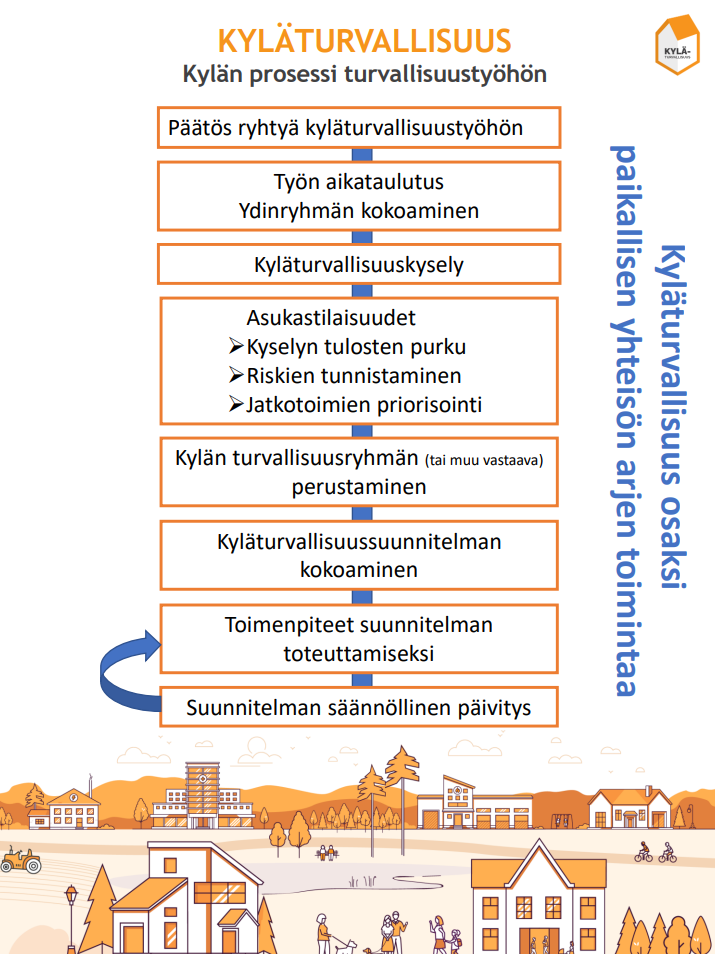 KYLÄTURVALLISUUS
Kylän prosessi turvallisuustyöhön
KYLÄ-
TURVALLISUUS
Päätös ryhtyä kyläturvallisuustyöhön
Työn aikataulutus
Ydinryhmän kokoaminen
Kyläturvallisuuskysely
Asukastilaisuudet
➢Kyselyn tulosten purku
➢Riskien tunnistaminen
➢Jatkotoimien priorisointi
Kylän turvallisuusryhmän (tai muu vastaava)
perustaminen
Kyläturvallisuussuunnitelman
kokoaminen
Toimenpiteet suunnitelman
toteuttamiseksi
Suunnitelman säännöllinen päivitys
Kyläturvallisuus osaksi
paikallisen yhteisön arjen toimintaa